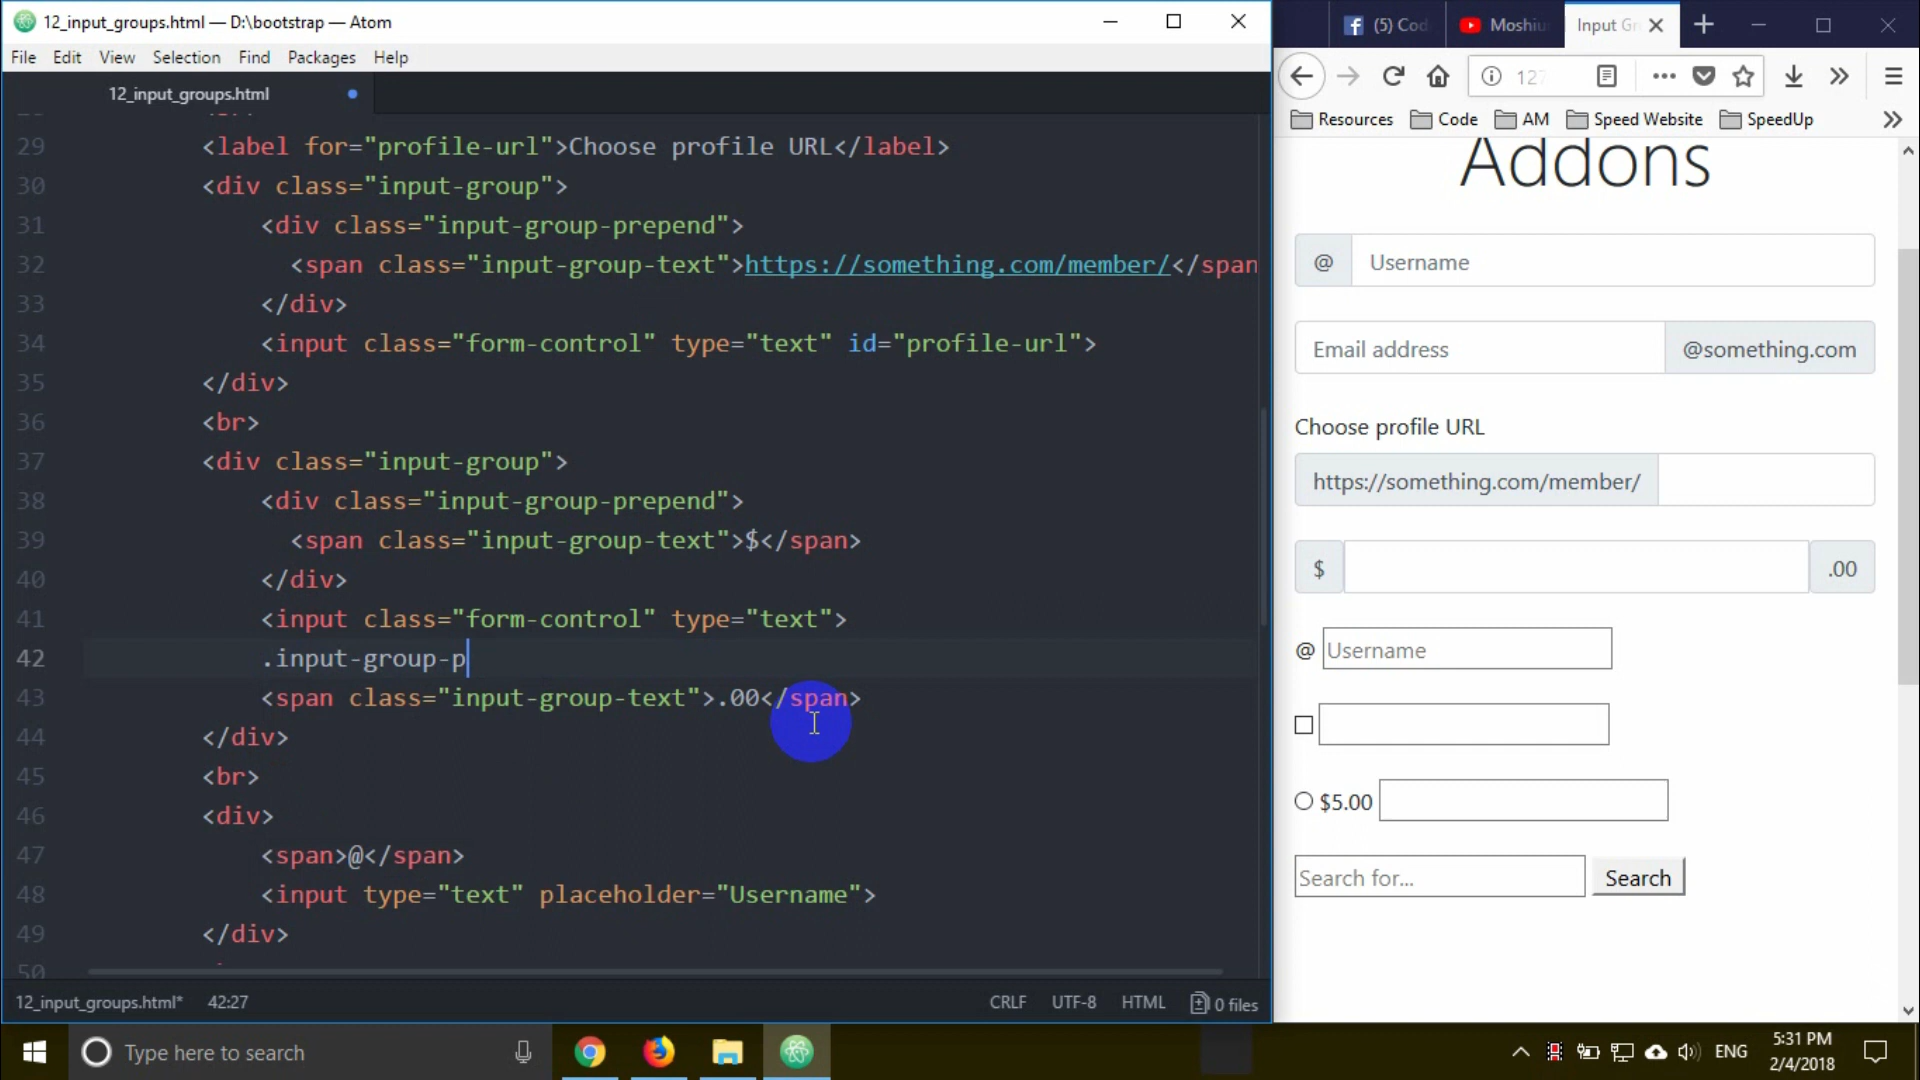 12_input_groups.html — D:\bootstrap — Atom
File Edit View Selection Find Packages Help
12_input_groups.html
29 <label for="profile-url">Choose profile URL</label>
30 <div class="input-group">
31 <div class="input-group-prepend">
32 <span class="input-group-text">https://something.com/member/</span
33 </div>
34 <input class="form-control" type="text" id="profile-url">
35 </div>
36 <br>
37 <div class="input-group">
38 <div class="input-group-prepend">
39 <span class="input-group-text">$</span>
40 </div>
41 <input class="form-control" type="text">
42 .input-group-p
43 <span class="input-group-text">.00</span>
44 </div>
45 <br>
46 <div>
47 <span>@</span>
48 <input type="text" placeholder="Username">
49 </div>
50
12_input_groups.html* 42:27 CRLF UTF-8 HTML 0 files
(5) Cod Moshiu Input Gr
127
Resources Code AM Speed Website SpeedUp
Addons
@ Username
Email address @something.com
Choose profile URL
https://something.com/member/
$ .00
@ Username
$5.00
Search for... Search
Type here to search
ENG
5:31 PM
2/4/2018